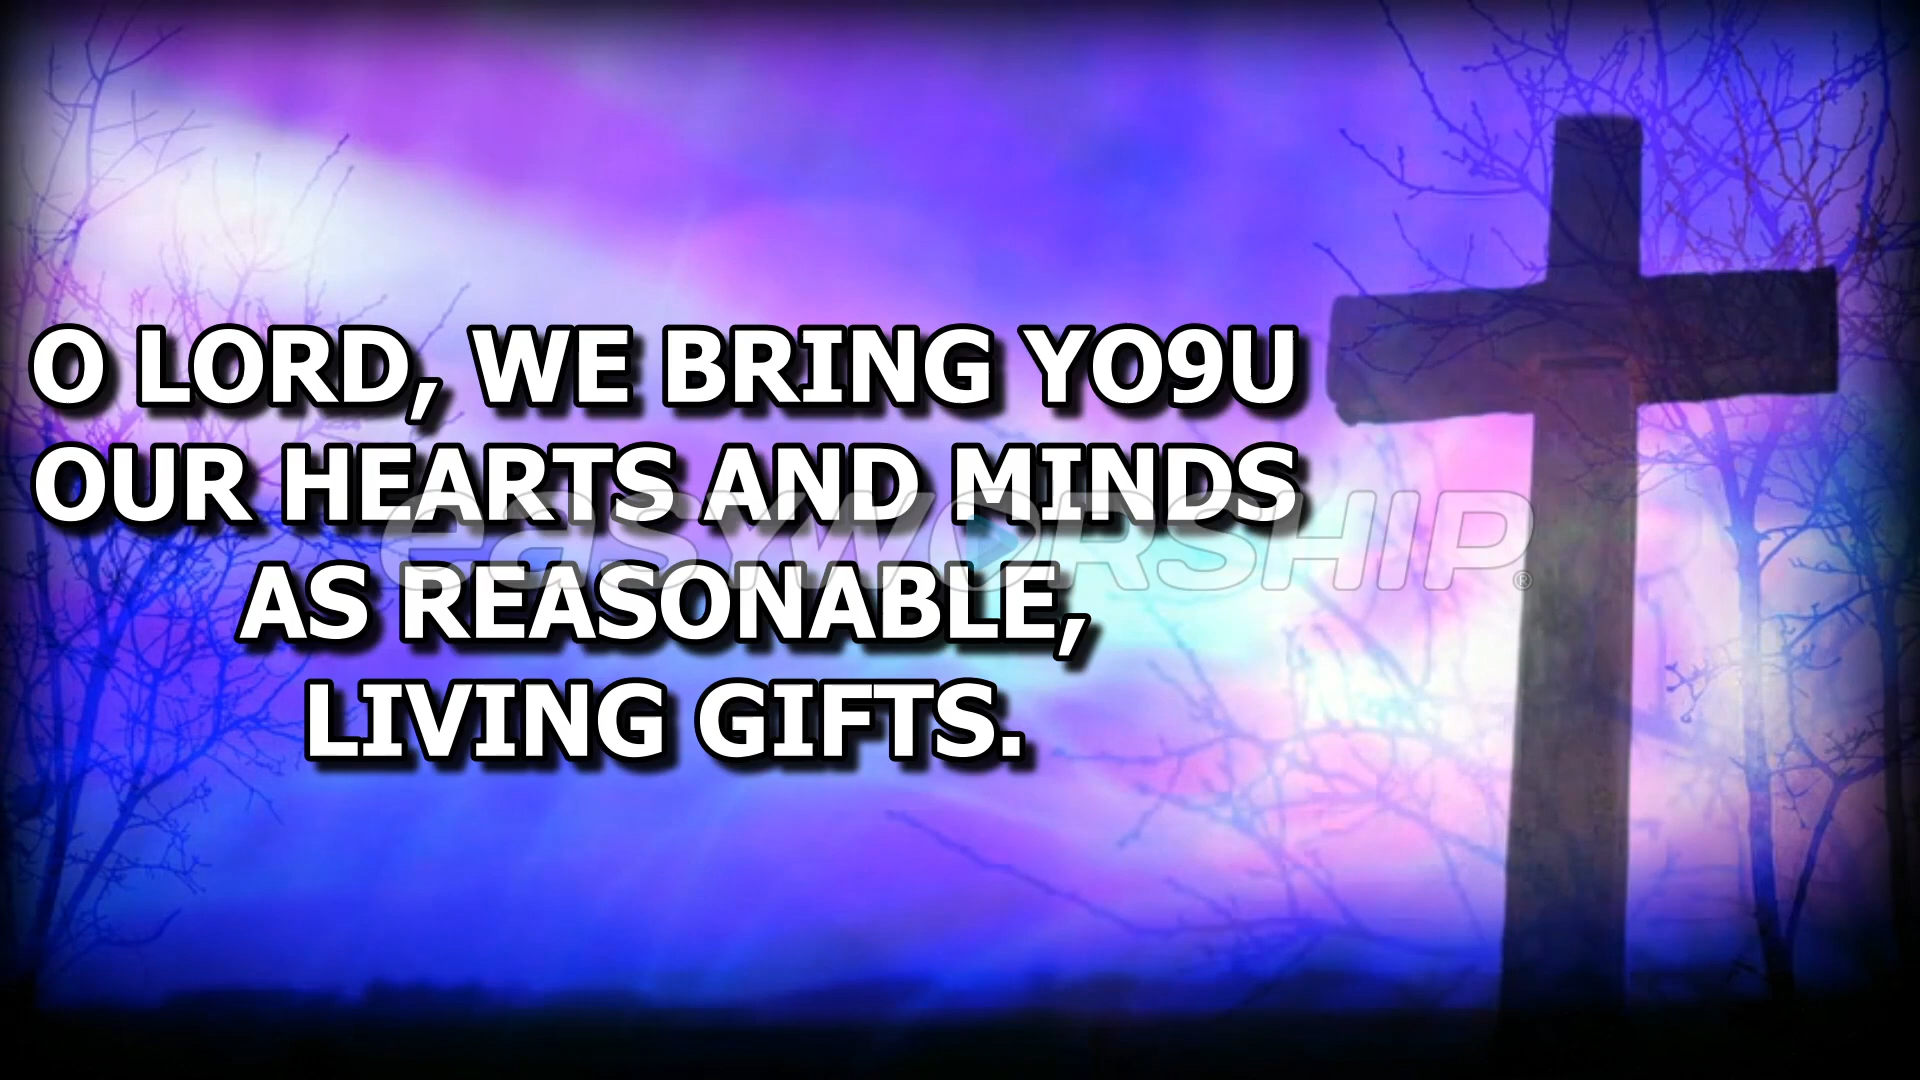 O LORD, WE BRING YO9U
OUR HEARTS AND MINDS
easyworship®
AS REASONABLE,
LIVING GIFTS.